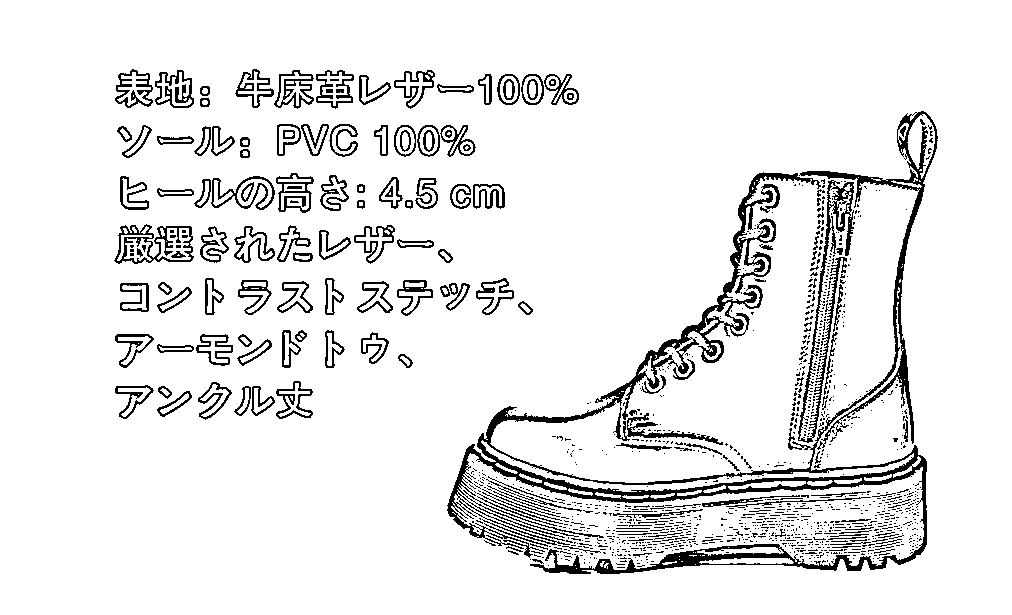 表地：牛床革レザー100%
ソール：PVC 100%
ヒールの高さ: 4.5 cm
厳選されたレザー、
コントラストステッチ、
アーモンドトゥ、
アンクル丈